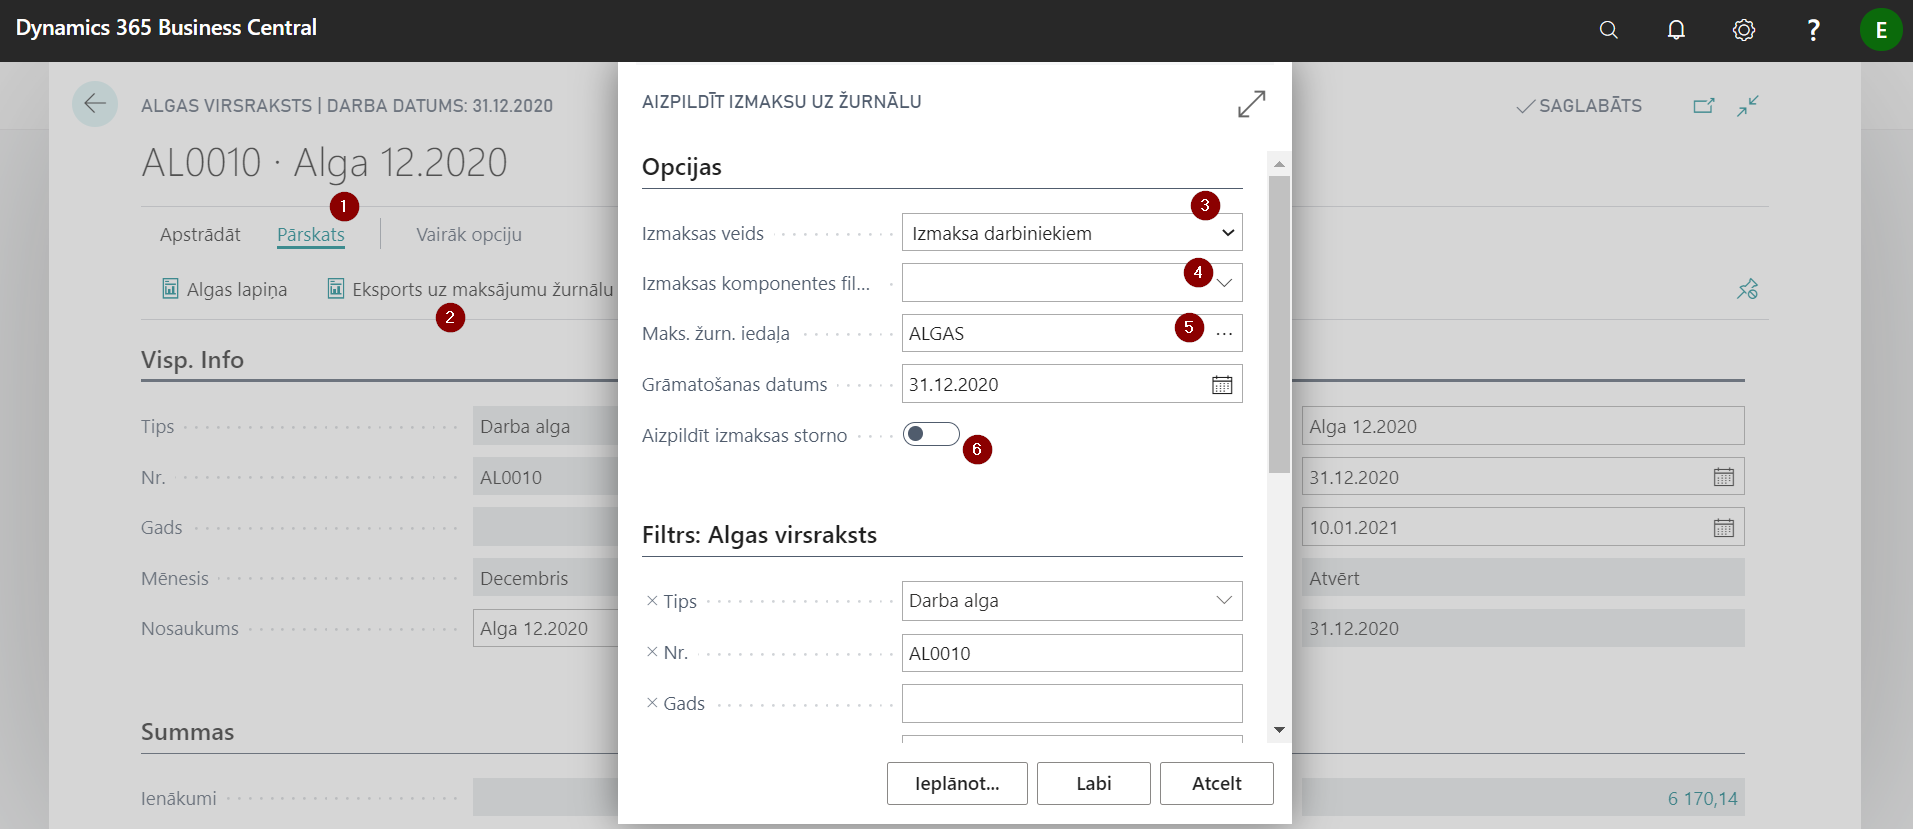 Dynamics 365 Business Central
?
E
ALGAS VIRSRAKSTS | DARBA DATUMS: 31.12.2020
SAGLABĀTS
AL0010 · Alga 12.2020
1
Apstrādāt
Pārskats
Vairāk opciju
Algas lapiņa
Eksports uz maksājumu žurnālu
2
Visp. Info
Tips
Darba alga
Alga 12.2020
Nr.
AL0010
31.12.2020
Gads
10.01.2021
Mēnesis
Decembris
Atvērt
Nosaukums
Alga 12.2020
31.12.2020
Summas
Ienākumi
6 170,14
AIZPILDĪT IZMAKSU UZ ŽURNĀLU
Opcijas
3
Izmaksas veids
Izmaksa darbiniekiem
4
Izmaksas komponentes fil...
5
Maks. žurn. iedaļa
ALGAS
...
Grāmatošanas datums
31.12.2020
Aizpildīt izmaksas storno
6
Filtrs: Algas virsraksts
× Tips
Darba alga
× Nr.
AL0010
× Gads
Ieplānot...
Labi
Atcelt